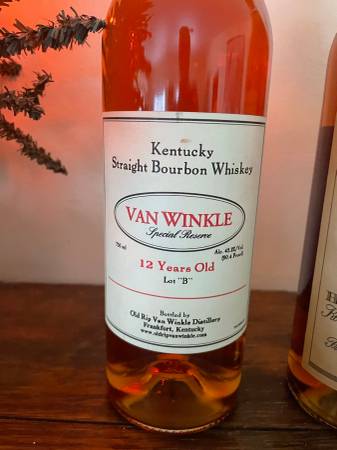 Kentucky
Straight Bourbon Whiskey
VAN WINKLE
Special Reserve
750 ml
Alc. 45.2%/Vol.
(90.4 Proof)
12 Years Old
Lot "B"
Bottled by
Old Rip Van Winkle Distillery
Frankfort, Kentucky
www.oldripvanwinkle.com